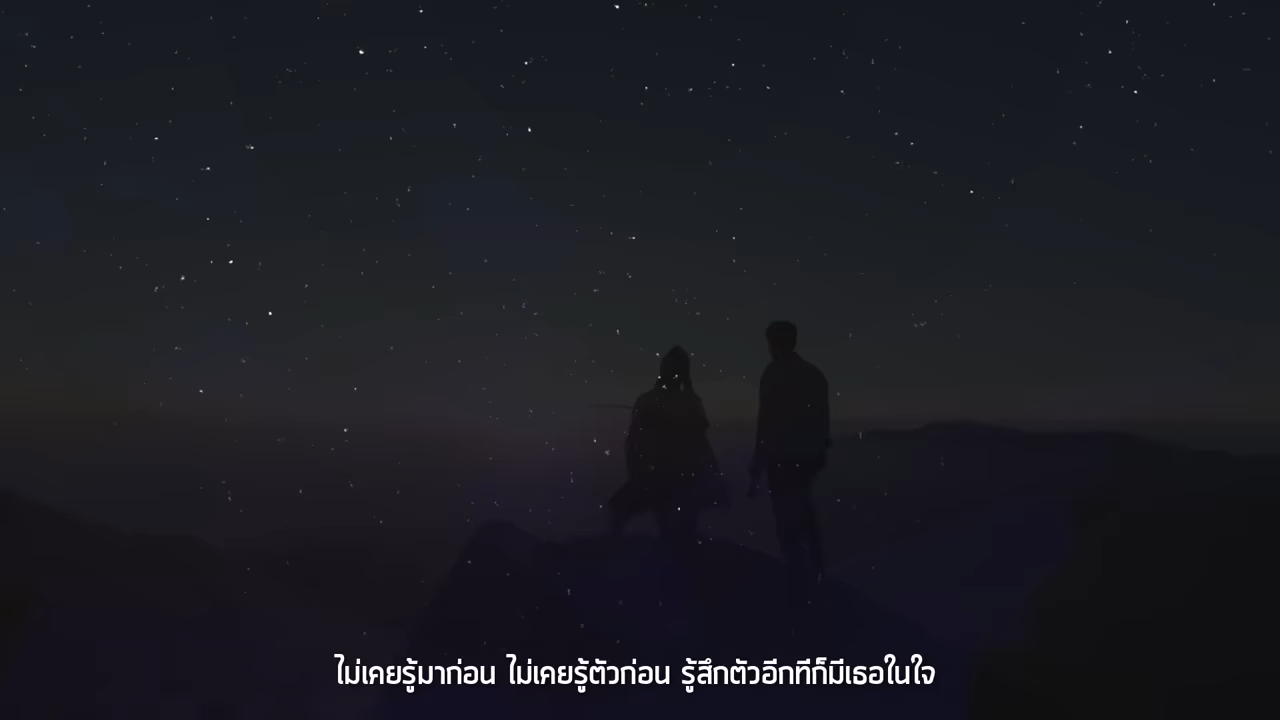 ไม่เคยรู้มาก่อน ไม่เคยรู้ตัวก่อน รู้สึกตัวอีกทีก็มีเธอในใจ